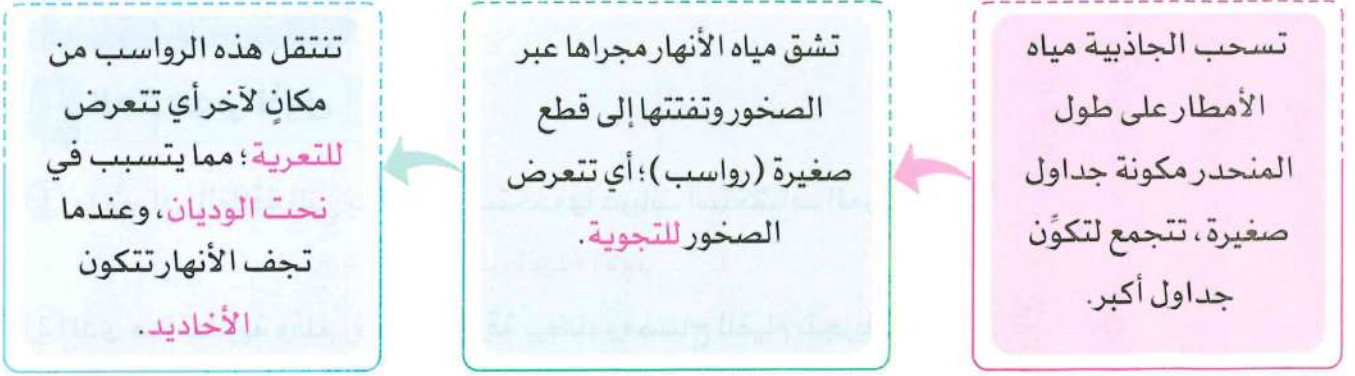 تسحب الجاذبية مياه
الأمطار على طول
المنحدر مكونة جداول
صغيرة، تتجمع لتكوِّن
جداول أكبر.
تشق مياه الأنهار مجراها عبر
الصخور وتفتتها إلى قطع
صغيرة (رواسب)؛ أي تتعرض
الصخور للتجوية.
تنتقل هذه الرواسب من
مكانٍ لآخر أي تتعرض
للتعرية؛ مما يتسبب في
نحت الوديان، وعندما
تجف الأنهار تتكون
الأخاديد.